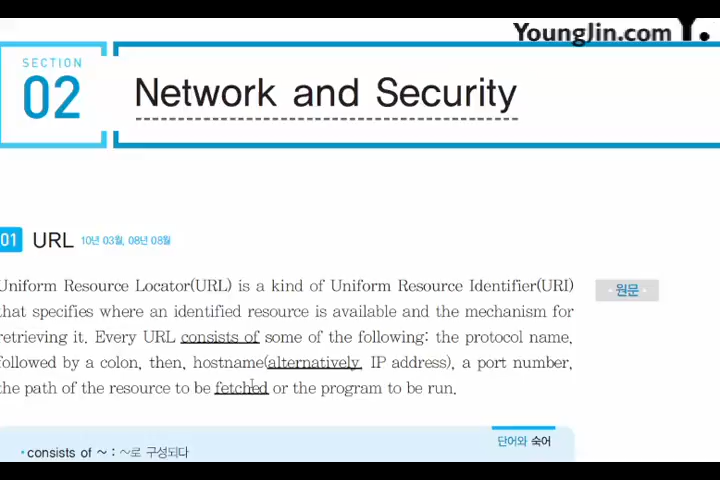 YoungJin.com Y.
SECTION
02
Network and Security
01 URL 10년 03월, 08년 08월
Uniform Resource Locator(URL) is a kind of Uniform Resource Identifier(URI)
that specifies where an identified resource is available and the mechanism for
retrieving it. Every URL consists of some of the following: the protocol name,
followed by a colon, then, hostname(alternatively, IP address), a port number,
the path of the resource to be fetched or the program to be run.
- 원문 -
단어와 숙어
• consists of ~ : ~로 구성되다